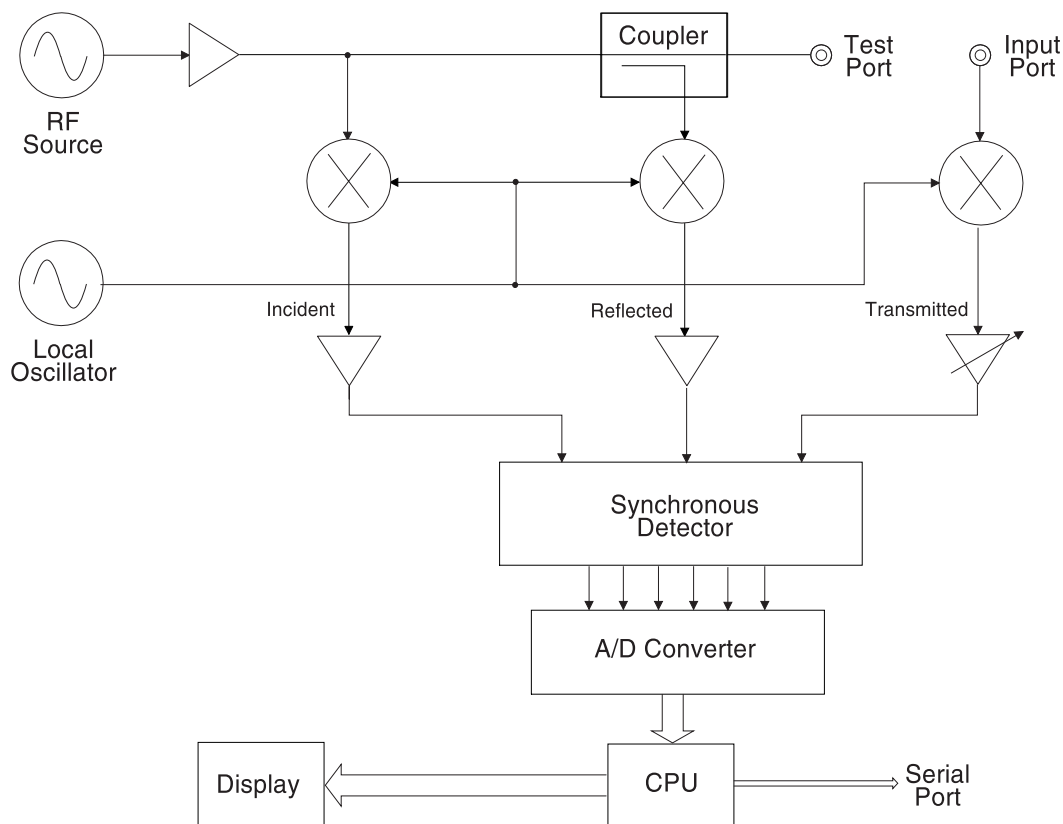 Coupler
Test
Port
Input
Port
RF
Source
Incident
Reflected
Transmitted
Local
Oscillator
Synchronous
Detector
A/D Converter
Display
CPU
Serial
Port